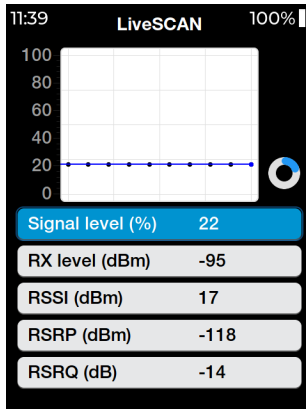 11:39 LiveSCAN 100%
100
80
60
40
20
0
Signal level (%) 22
RX level (dBm) -95
RSSI (dBm) 17
RSRP (dBm) -118
RSRQ (dB) -14